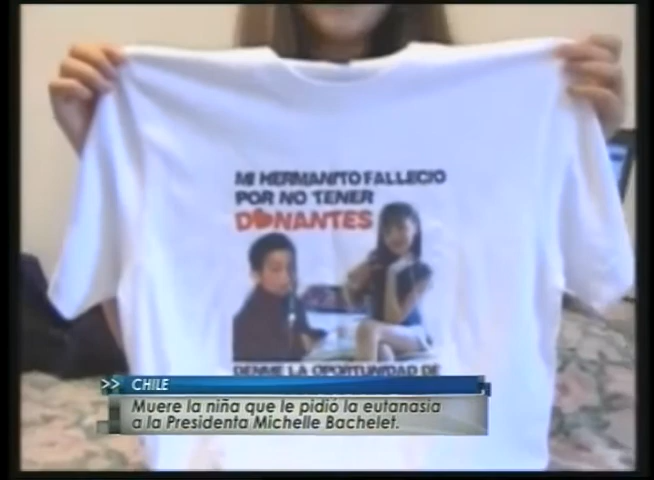 MI HERMANITO FALLECIO
POR NO TENER
DONANTES
DENME LA OPORTUNIDAD DE
>> CHILE
Muere la niña que le pidió la eutanasia
a la Presidenta Michelle Bachelet.